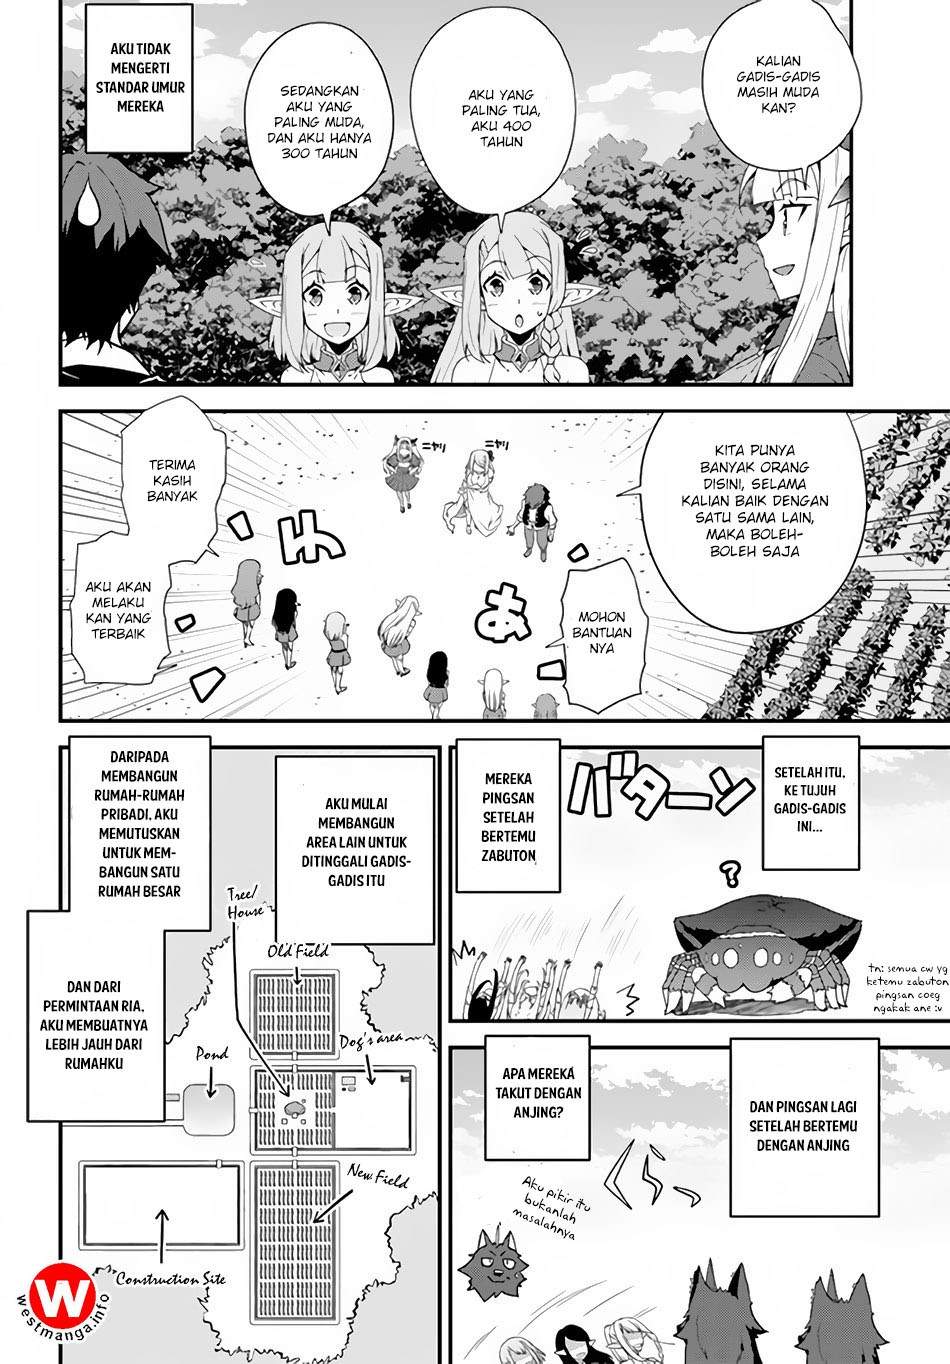 KALIAN
GADIS-GADIS
MASIH MUDA
KAN?
AKU YANG
PALING TUA,
AKU 400
TAHUN
SEDANGKAN
AKU YANG
PALING MUDA,
DAN AKU HANYA
300 TAHUN
AKU TIDAK
MENGERTI
STANDAR UMUR
MEREKA
KITA PUNYA
BANYAK ORANG
DISINI, SELAMA
KALIAN BAIK DENGAN
SATU SAMA LAIN,
MAKA BOLEH-
BOLEH SAJA
ニヤリ
ニヤリ
MOHON
BANTUAN
NYA
TERIMA
KASIH
BANYAK
AKU AKAN
MELAKU
KAN YANG
TERBAIK
SETELAH ITU,
KE TUJUH
GADIS-GADIS
INI...
バターン
MEREKA
PINGSAN
SETELAH
BERTEMU
ZABUTON
?
tn: semua cw yg
ketemu zabuton
pingsan coeg
ngakak ane :v
DAN PINGSAN LAGI
SETELAH BERTEMU
DENGAN ANJING
APA MEREKA
TAKUT DENGAN
ANJING?
Aku pikir itu
bukanlah
masalahnya
AKU MULAI
MEMBANGUN
AREA LAIN UNTUK
DITINGGALI GADIS-
GADIS ITU
DARIPADA
MEMBANGUN
RUMAH-RUMAH
PRIBADI, AKU
MEMUTUSKAN
UNTUK MEM-
BANGUN SATU
RUMAH BESAR
DAN DARI
PERMINTAAN RIA,
AKU MEMBUATNYA
LEBIH JAUH DARI
RUMAHKU
Tree/
House
Old Field
Dog's area
Pond
New Field
Construction Site
W
westmanga.info